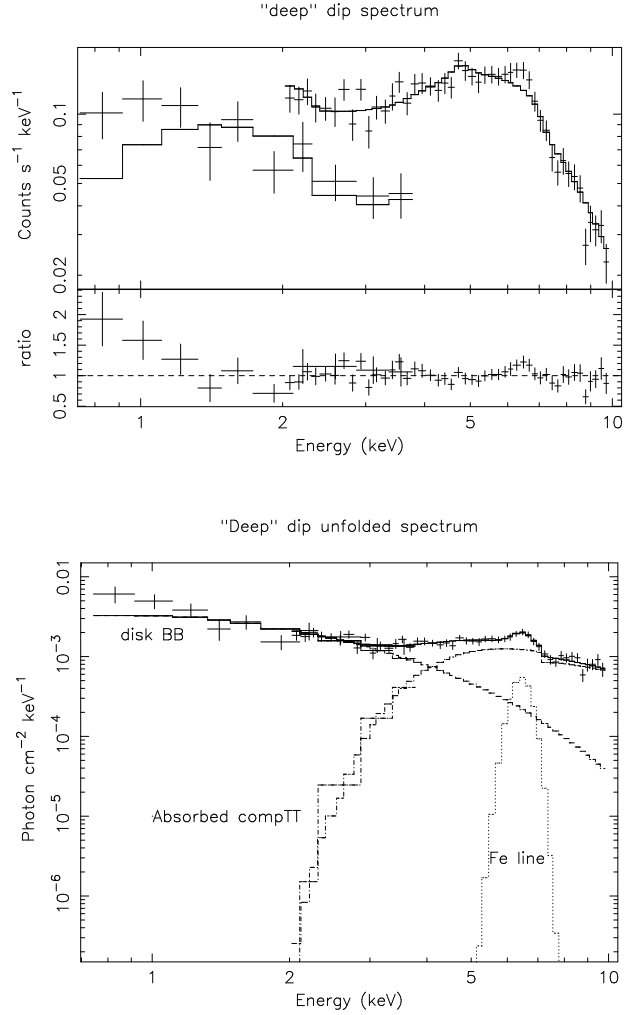 "deep" dip spectrum
Counts s⁻¹ keV⁻¹
0.1
0.05
0.02
ratio
2
1.5
1
0.5
1
2
5
10
Energy (keV)
"Deep" dip unfolded spectrum
Photon cm⁻² keV⁻¹
0.01
10⁻³
10⁻⁴
10⁻⁵
10⁻⁶
disk BB
Absorbed compTT
Fe line
1
2
5
10
Energy (keV)